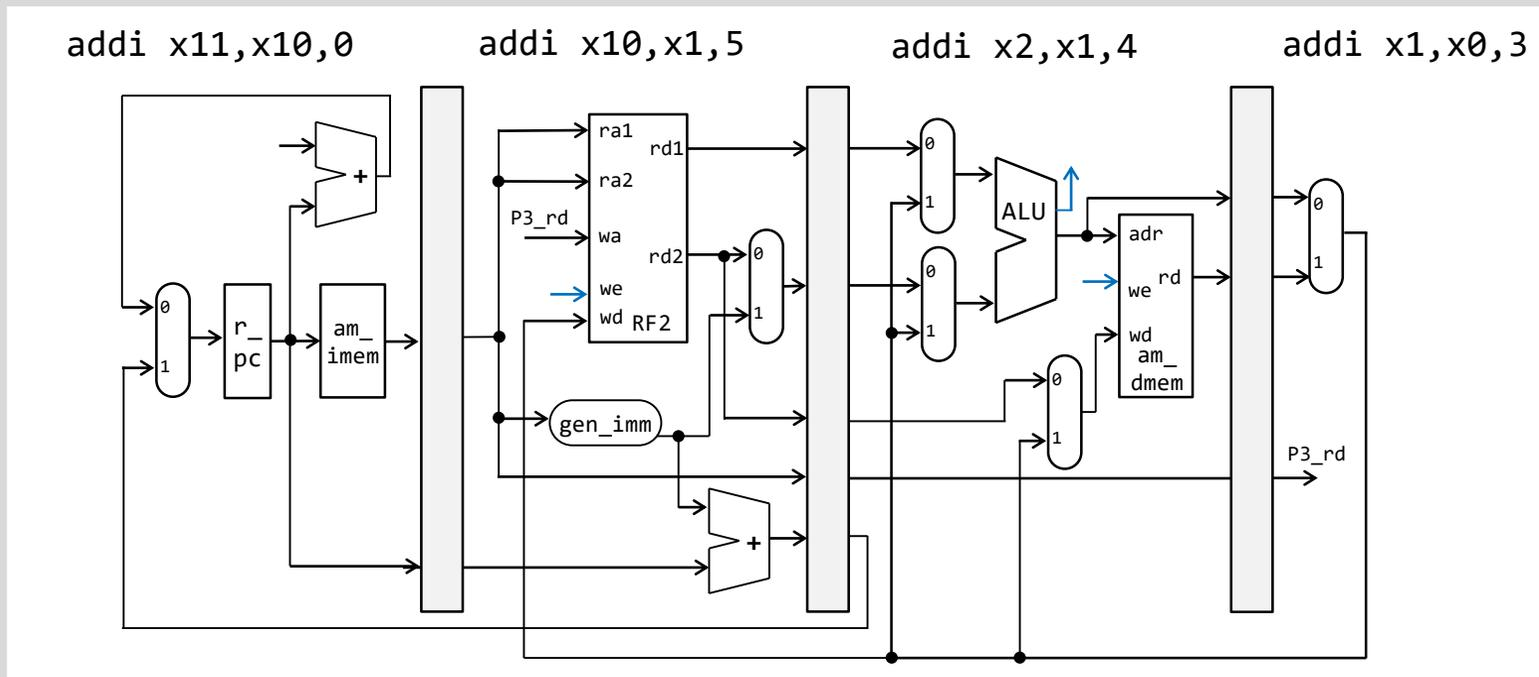 addi x11,x10,0
addi x10,x1,5
addi x2,x1,4
addi x1,x0,3
+
0
1
r_
pc
am_
imem
ra1
rd1
ra2
P3_rd
wa
rd2
we
wd
RF2
0
1
gen_imm
+
0
1
0
1
ALU
adr
rd
we
wd
am_
dmem
0
1
0
1
P3_rd